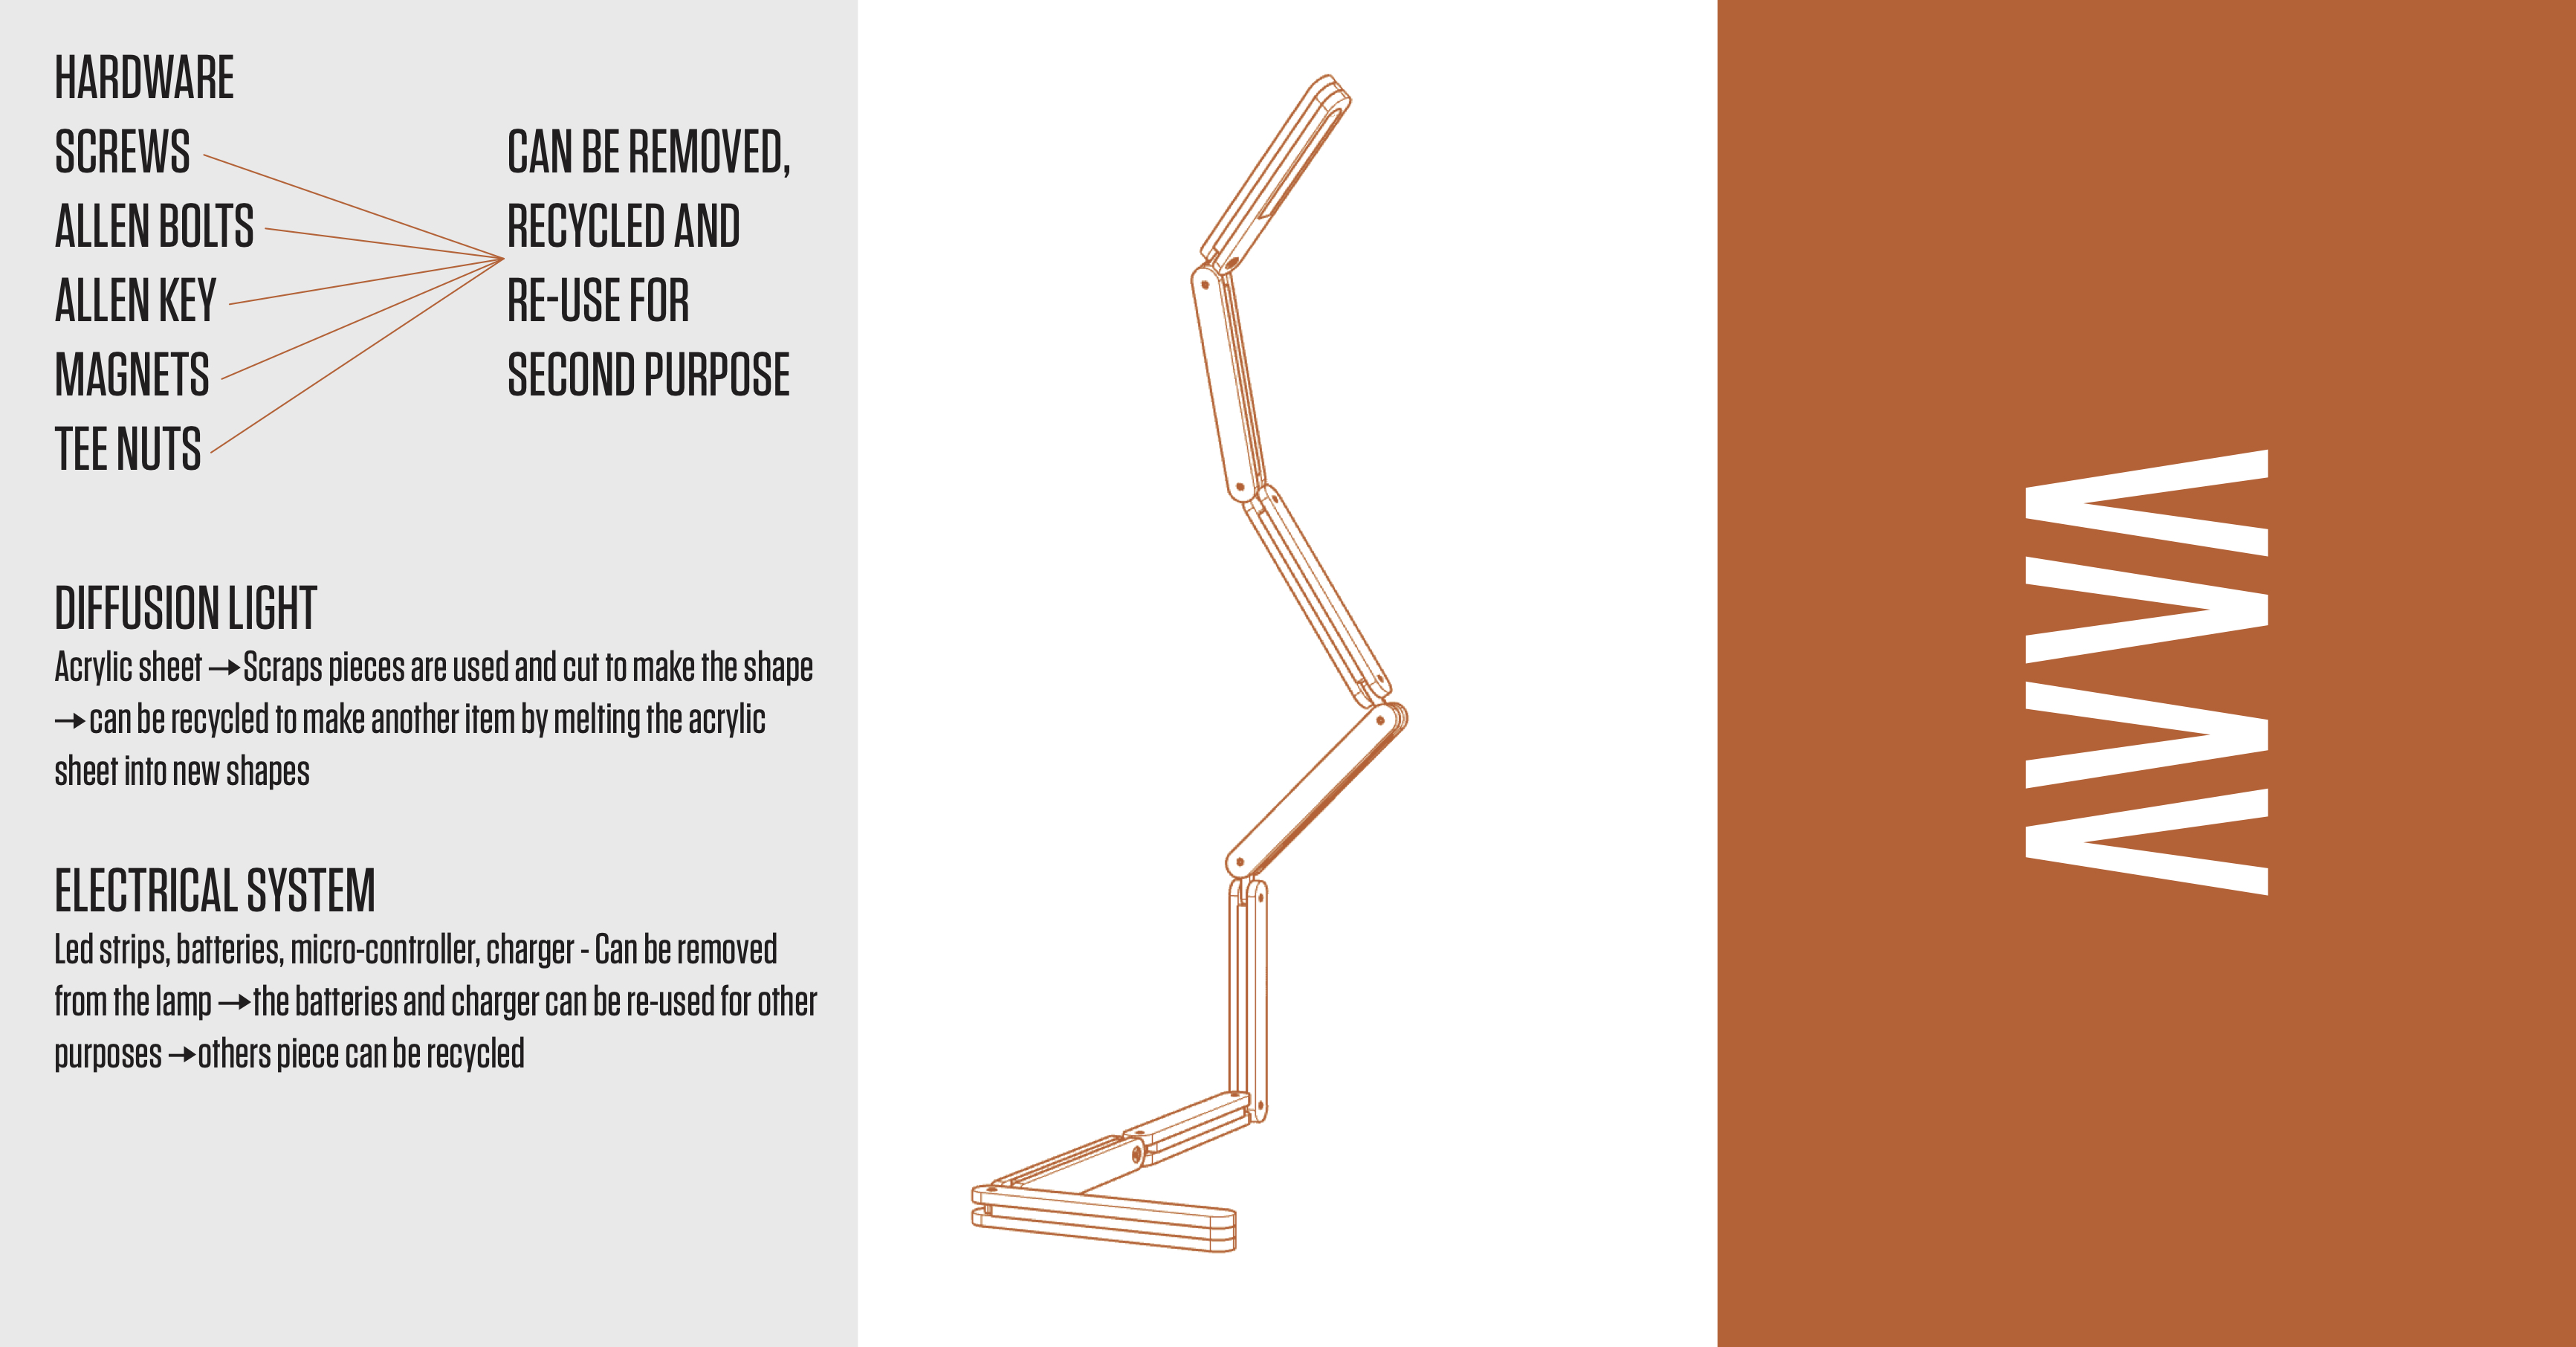 HARDWARE
SCREWS
ALLEN BOLTS
ALLEN KEY
MAGNETS
TEE NUTS
CAN BE REMOVED,
RECYCLED AND
RE-USE FOR
SECOND PURPOSE
DIFFUSION LIGHT
Acrylic sheet →Scraps pieces are used and cut to make the shape
→can be recycled to make another item by melting the acrylic
sheet into new shapes
ELECTRICAL SYSTEM
Led strips, batteries, micro-controller, charger - Can be removed
from the lamp →the batteries and charger can be re-used for other
purposes →others piece can be recycled